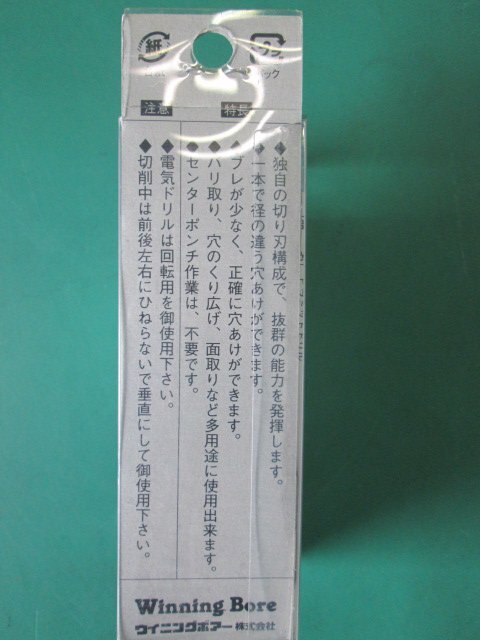 紙
プラ
パック
特長
◆独自の切り刃構成で、抜群の能力を発揮します。
◆一本で径の違う穴あけができます。
◆ブレが少なく、正確に穴あけができます。
◆バリ取り、穴のくり広げ、面取りなど多用途に使用出来ます。
◆センターポンチ作業は、不要です。
注意
◆電気ドリルは回転用を御使用下さい。
◆切削中は前後左右にひねらないで垂直にして御使用下さい。
Winning Bore
ウイニングボアー株式会社